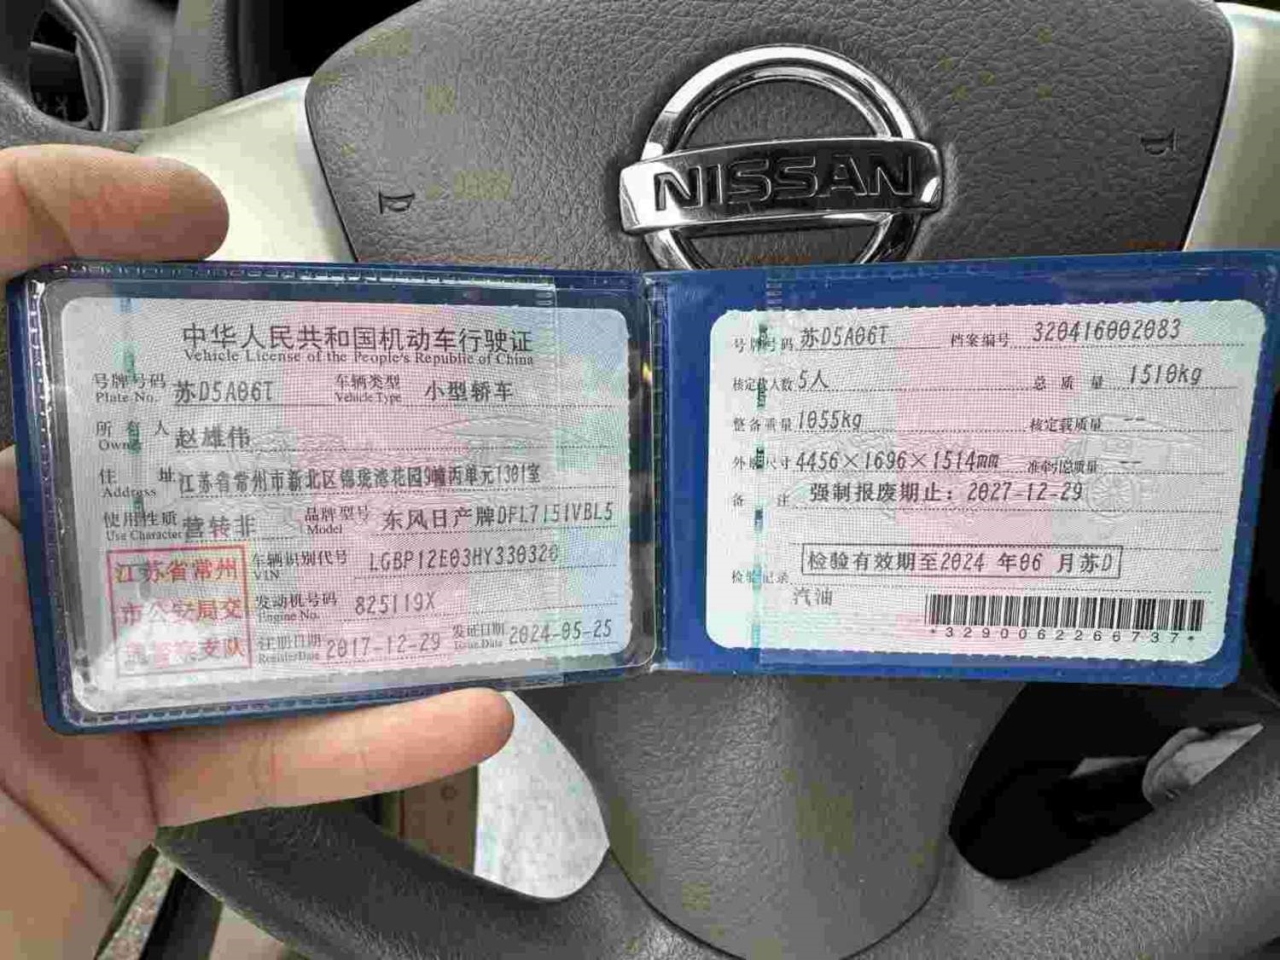 NISSAN
中华人民共和国机动车行驶证
Vehicle License of the People's Republic of China
号牌号码 Plate No. 苏D5A06T 车辆类型 Vehicle Type 小型轿车
所有人 Owner 赵雄伟
住址 Address 江苏省常州市新北区锦珑湾花园9幢丙单元1301室
使用性质 Use Character 营转非 品牌型号 Model 东风日产牌DFL7151VBL5
江苏省常州市公安局交通警察支队
车辆识别代号 VIN LGBP12E03HY330320
发动机号码 Engine No. 825119X
注册日期 Register Date 2017-12-29 发证日期 Issue Date 2024-05-25
号牌号码 苏D5A06T 档案编号 320416002083
核定载人数 5人 总质量 1510kg
整备质量 1055kg 核定载质量 --
外廓尺寸 4456×1696×1514mm 准牵引总质量 --
备注 强制报废期止：2027-12-29
检验记录 检验有效期至2024年06月苏D
汽油
*3290062266737*